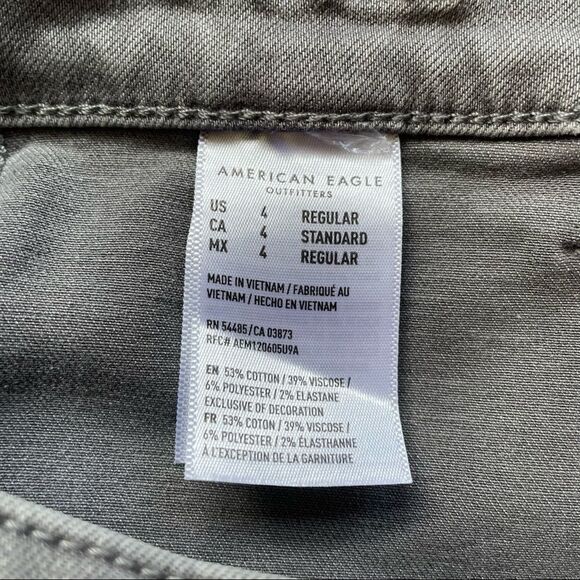 AMERICAN EAGLE
OUTFITTERS
US 4 REGULAR
CA 4 STANDARD
MX 4 REGULAR
MADE IN VIETNAM / FABRIQUÉ AU
VIETNAM / HECHO EN VIETNAM
RN 54485 / CA 03873
RFC# AEM120605U9A
EN 53% COTTON / 39% VISCOSE /
6% POLYESTER / 2% ELASTANE
EXCLUSIVE OF DECORATION
FR 53% COTON / 39% VISCOSE /
6% POLYESTER / 2% ÉLASTHANNE
À L'EXCEPTION DE LA GARNITURE